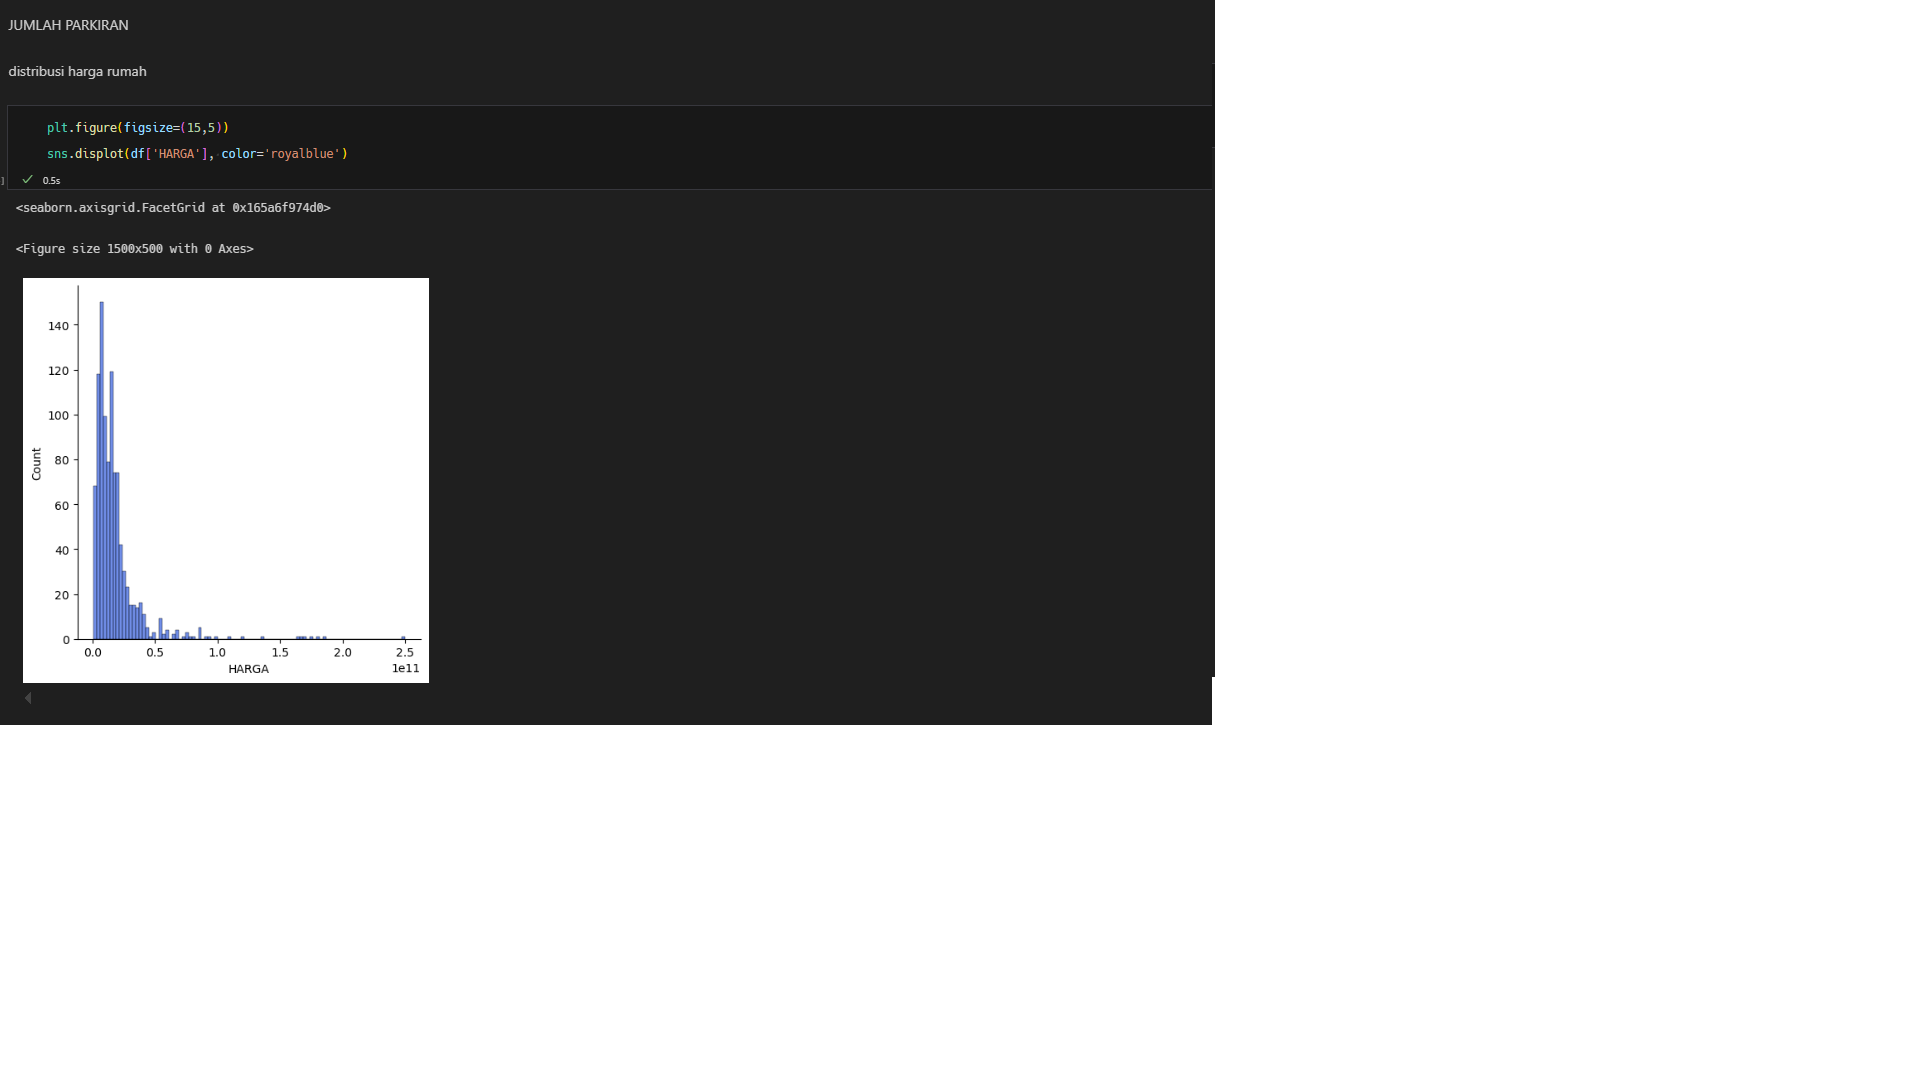 JUMLAH PARKIRAN
distribusi harga rumah
plt.figure(figsize=(15,5))
sns.displot(df['HARGA'], color='royalblue')
]
0.5s
<seaborn.axisgrid.FacetGrid at 0x165a6f974d0>
<Figure size 1500x500 with 0 Axes>
140
120
100
80
60
40
20
0
Count
0.0 0.5 1.0 1.5 2.0 2.5
HARGA
1e11